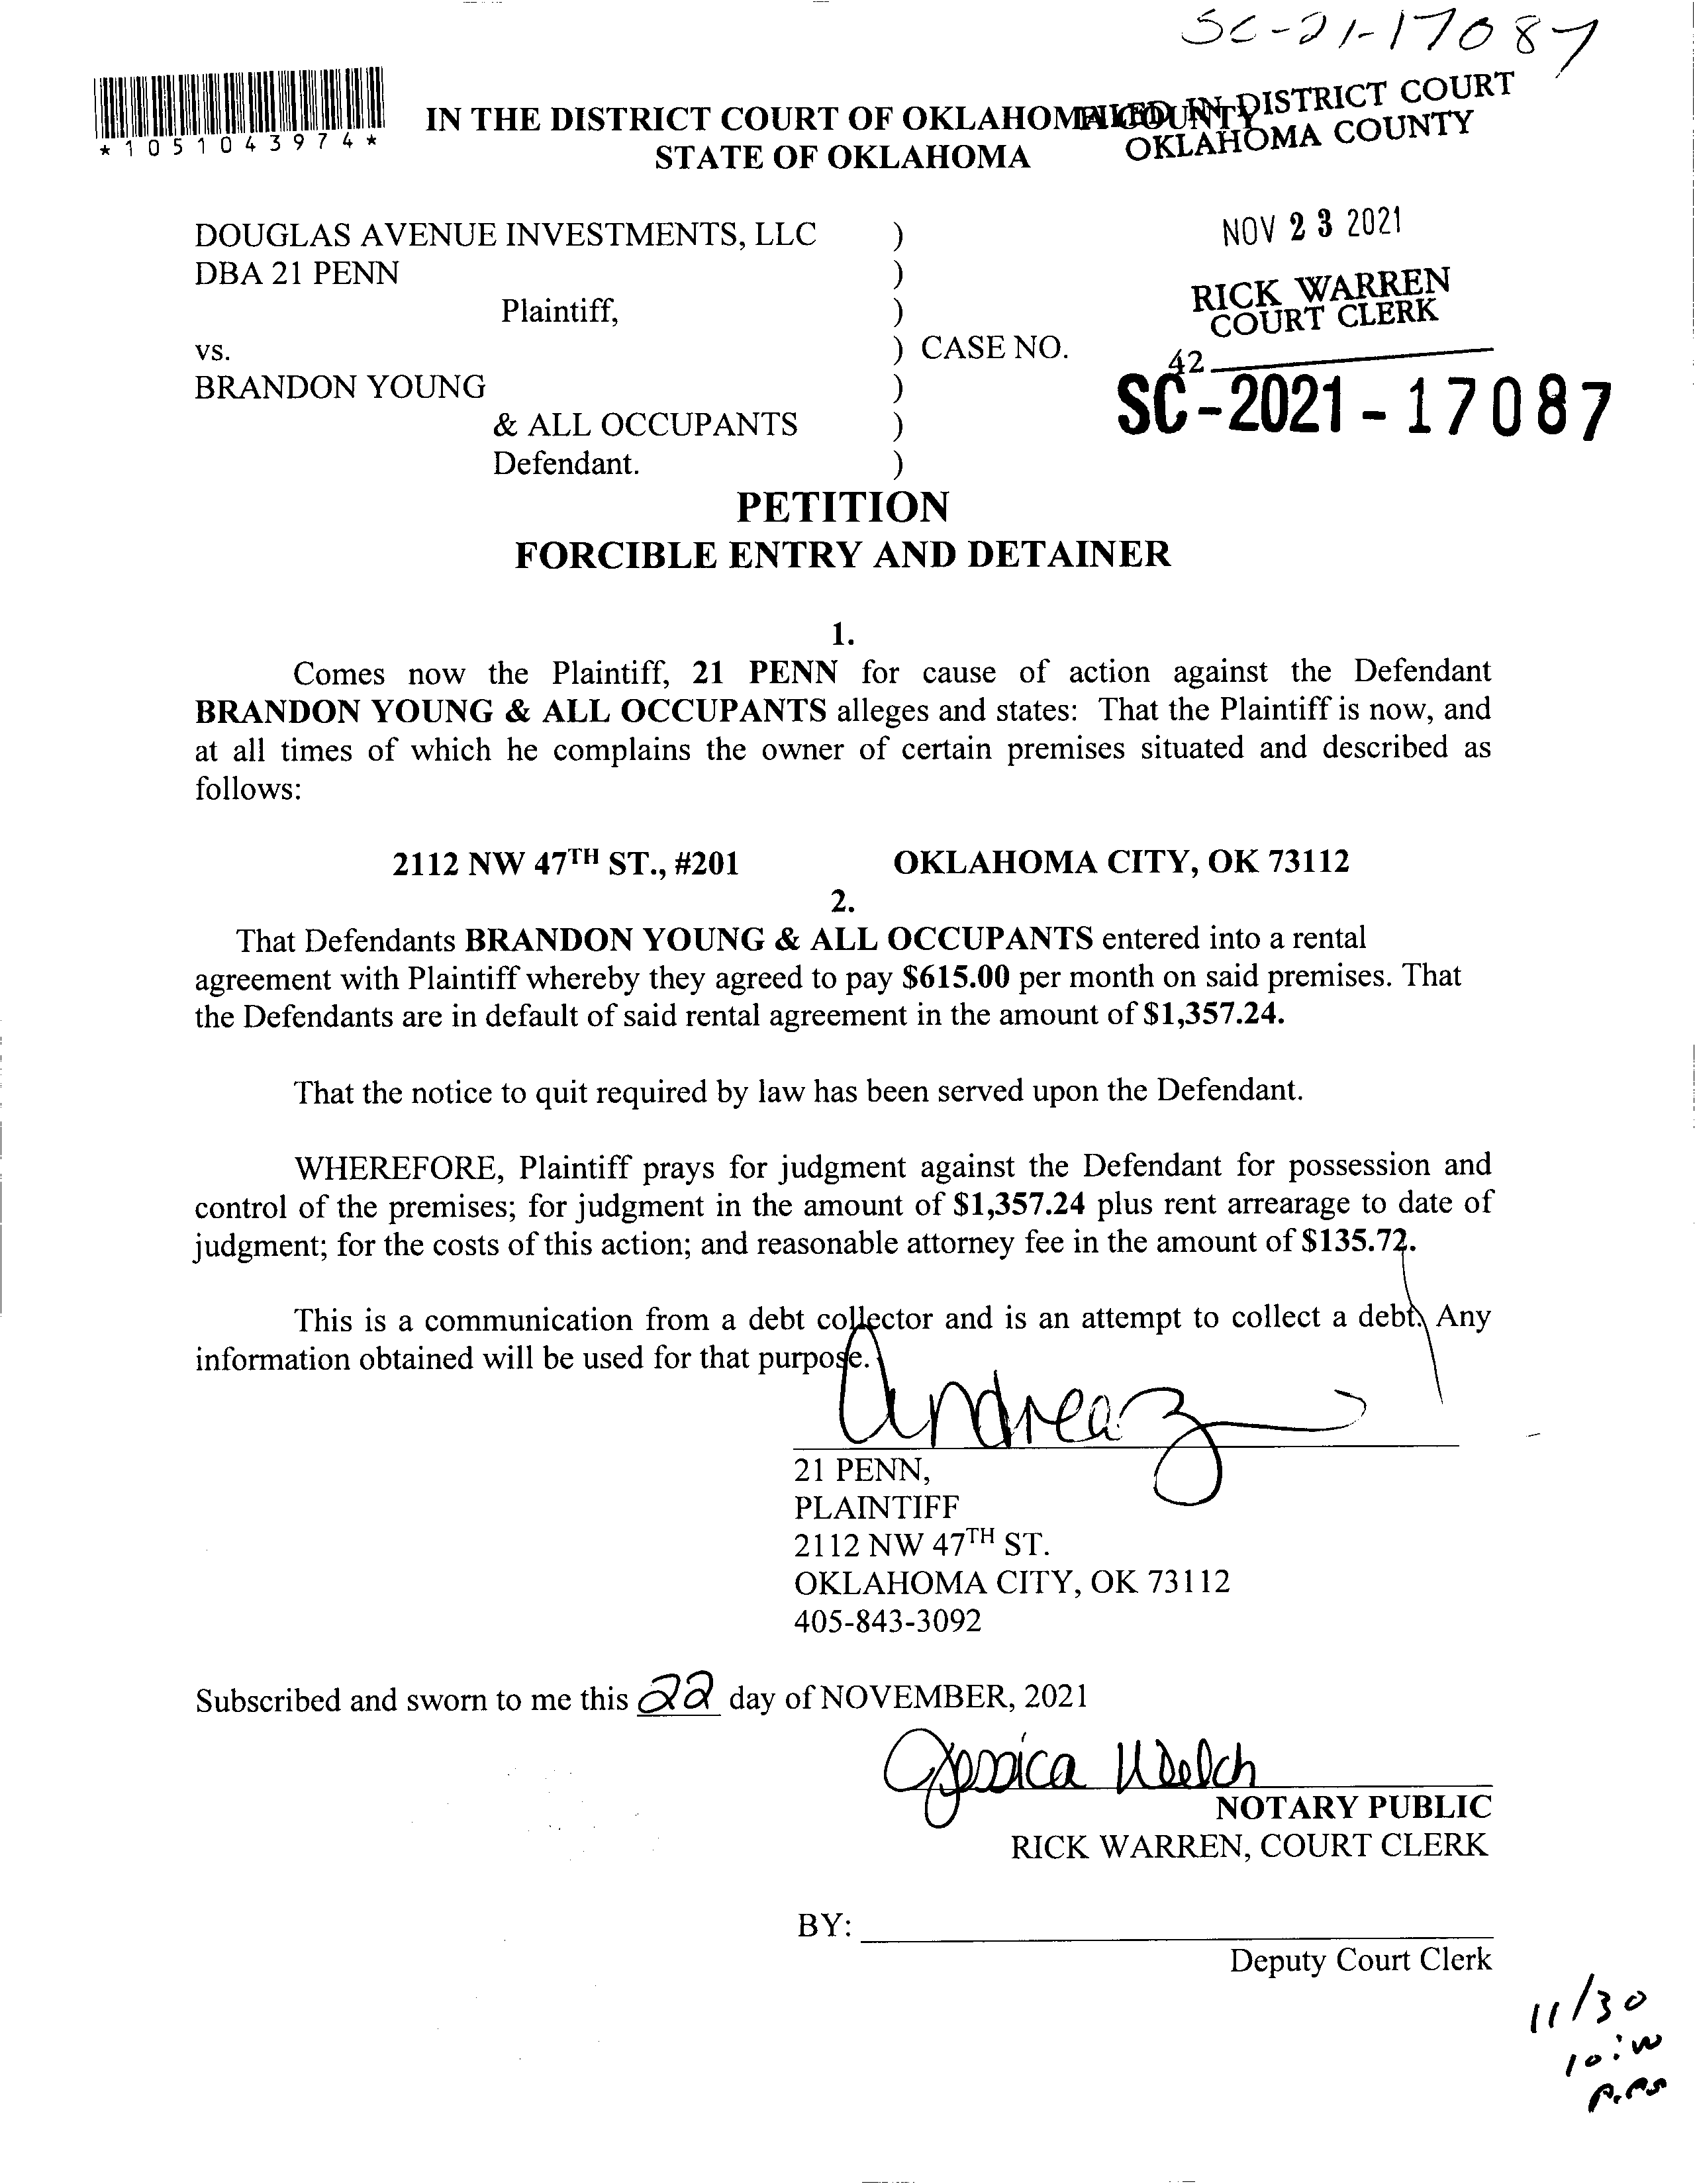 SC-21-17087
*1051043974*
IN THE DISTRICT COURT OF OKLAHOMA COUNTY
STATE OF OKLAHOMA
FILED IN DISTRICT COURT
OKLAHOMA COUNTY
NOV 23 2021
RICK WARREN
COURT CLERK
42
SC-2021-17087
DOUGLAS AVENUE INVESTMENTS, LLC )
DBA 21 PENN )
Plaintiff, )
vs. ) CASE NO.
BRANDON YOUNG )
& ALL OCCUPANTS )
Defendant. )
PETITION
FORCIBLE ENTRY AND DETAINER
1.
Comes now the Plaintiff, 21 PENN for cause of action against the Defendant
BRANDON YOUNG & ALL OCCUPANTS alleges and states: That the Plaintiff is now, and
at all times of which he complains the owner of certain premises situated and described as
follows:
2112 NW 47TH ST., #201 OKLAHOMA CITY, OK 73112
2.
That Defendants BRANDON YOUNG & ALL OCCUPANTS entered into a rental
agreement with Plaintiff whereby they agreed to pay $615.00 per month on said premises. That
the Defendants are in default of said rental agreement in the amount of $1,357.24.
That the notice to quit required by law has been served upon the Defendant.
WHEREFORE, Plaintiff prays for judgment against the Defendant for possession and
control of the premises; for judgment in the amount of $1,357.24 plus rent arrearage to date of
judgment; for the costs of this action; and reasonable attorney fee in the amount of $135.72.
This is a communication from a debt collector and is an attempt to collect a debt. Any
information obtained will be used for that purpose.
Andrea
21 PENN,
PLAINTIFF
2112 NW 47TH ST.
OKLAHOMA CITY, OK 73112
405-843-3092
Subscribed and sworn to me this 22 day of NOVEMBER, 2021
Jessica Welch
NOTARY PUBLIC
RICK WARREN, COURT CLERK
BY:
Deputy Court Clerk
11/30